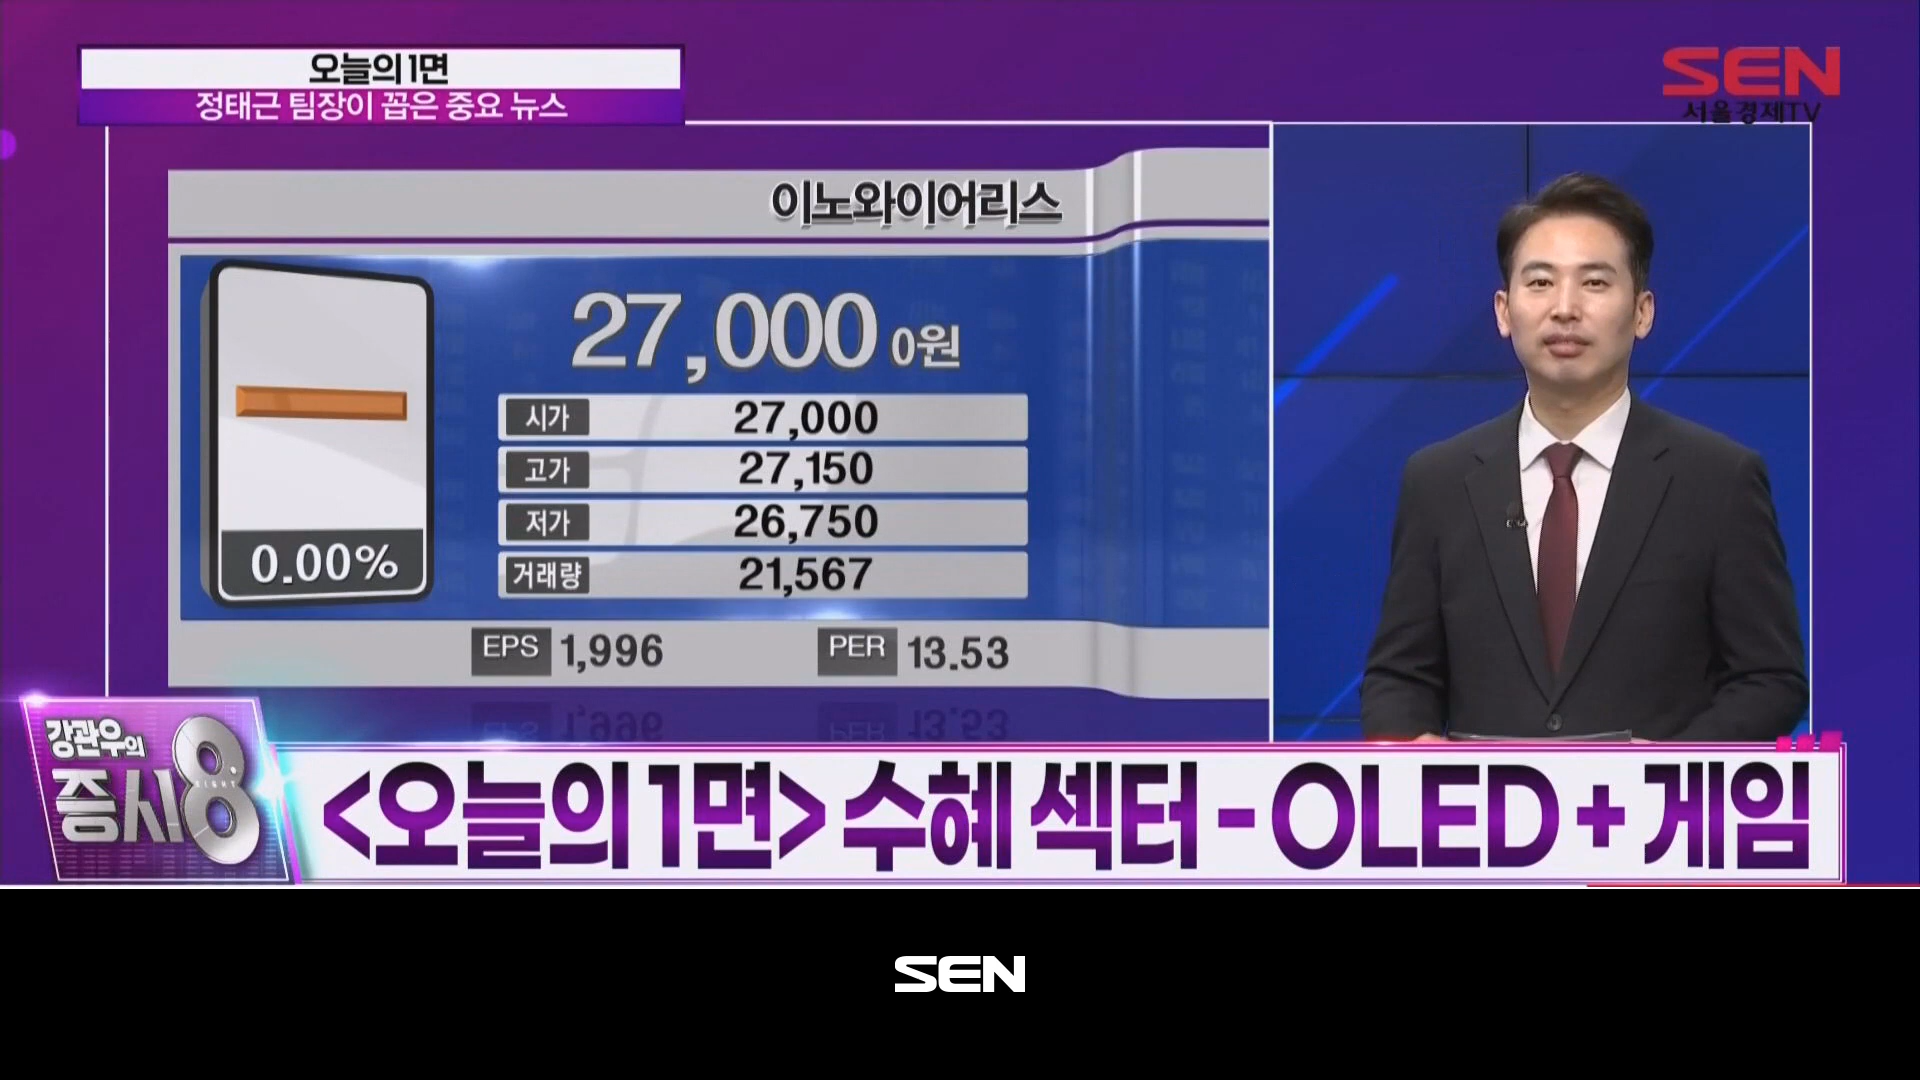 오늘의 1면
정태근 팀장이 꼽은 중요 뉴스
SEN
서울경제TV
이노와이어리스
27,000 0원
시가 27,000
고가 27,150
저가 26,750
거래량 21,567
0.00%
EPS 1,996 PER 13.53
강관우의
증시8
EIGHT
<오늘의 1면> 수혜 섹터 - OLED + 게임
SEN